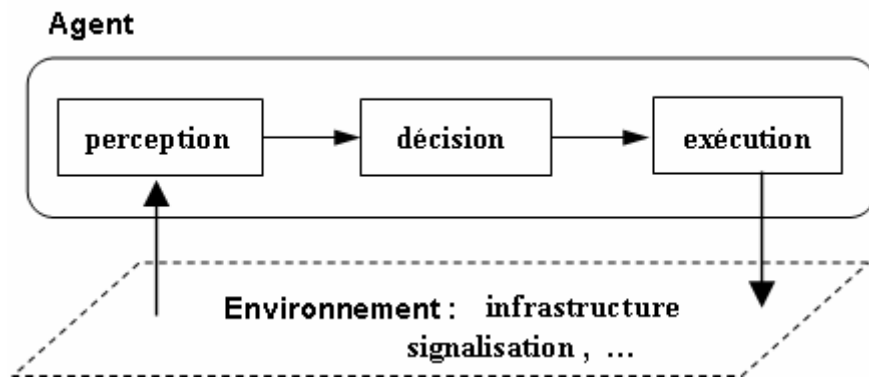 Agent
perception
décision
exécution
Environnement : infrastructure
signalisation , ...